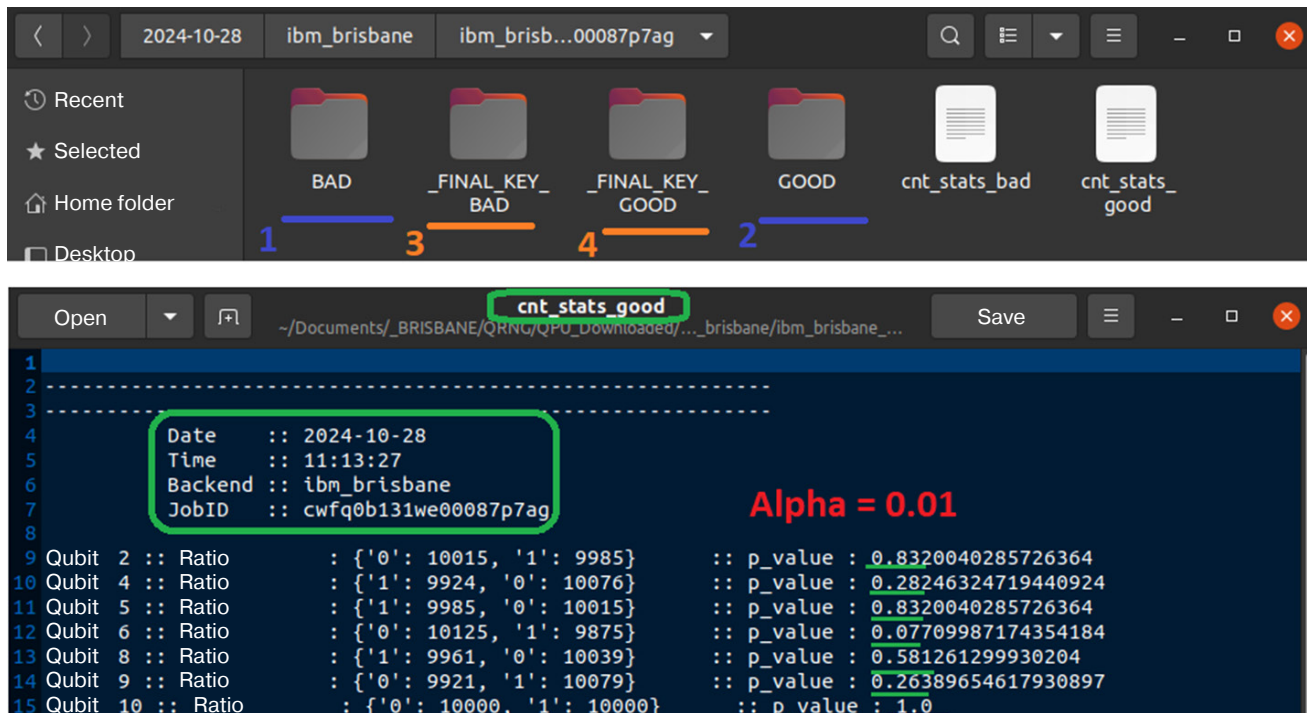 2024-10-28 ibm_brisbane ibm_brisb...00087p7ag
Recent
Selected
Home folder
Desktop
BAD
_FINAL_KEY_
BAD
_FINAL_KEY_
GOOD
GOOD
cnt_stats_bad
cnt_stats_
good
1
3
4
2
Open
cnt_stats_good
~/Documents/_BRISBANE/QRNG/QPU_Downloaded/..._brisbane/ibm_brisbane_...
Save
1
2 ------------------------------------------------------------
3 ------------------------------------------------------------
4 Date :: 2024-10-28
5 Time :: 11:13:27
6 Backend :: ibm_brisbane
7 JobID :: cwfq0b131we00087p7ag
Alpha = 0.01
8
9 Qubit 2 :: Ratio : {'0': 10015, '1': 9985} :: p_value : 0.8320040285726364
10 Qubit 4 :: Ratio : {'1': 9924, '0': 10076} :: p_value : 0.28246324719440924
11 Qubit 5 :: Ratio : {'1': 9985, '0': 10015} :: p_value : 0.8320040285726364
12 Qubit 6 :: Ratio : {'0': 10125, '1': 9875} :: p_value : 0.07709987174354184
13 Qubit 8 :: Ratio : {'1': 9961, '0': 10039} :: p_value : 0.581261299930204
14 Qubit 9 :: Ratio : {'0': 9921, '1': 10079} :: p_value : 0.26389654617930897
15 Qubit 10 :: Ratio : {'0': 10000, '1': 10000} :: p_value : 1.0